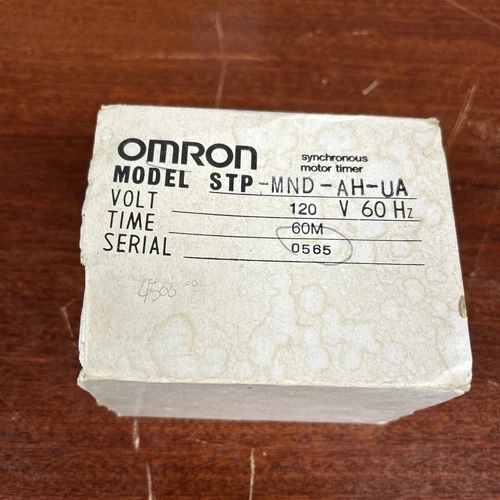 OMRON
synchronous
motor timer
MODEL STP-MND-AH-UA
VOLT 120 V 60 Hz
TIME 60M
SERIAL 0565